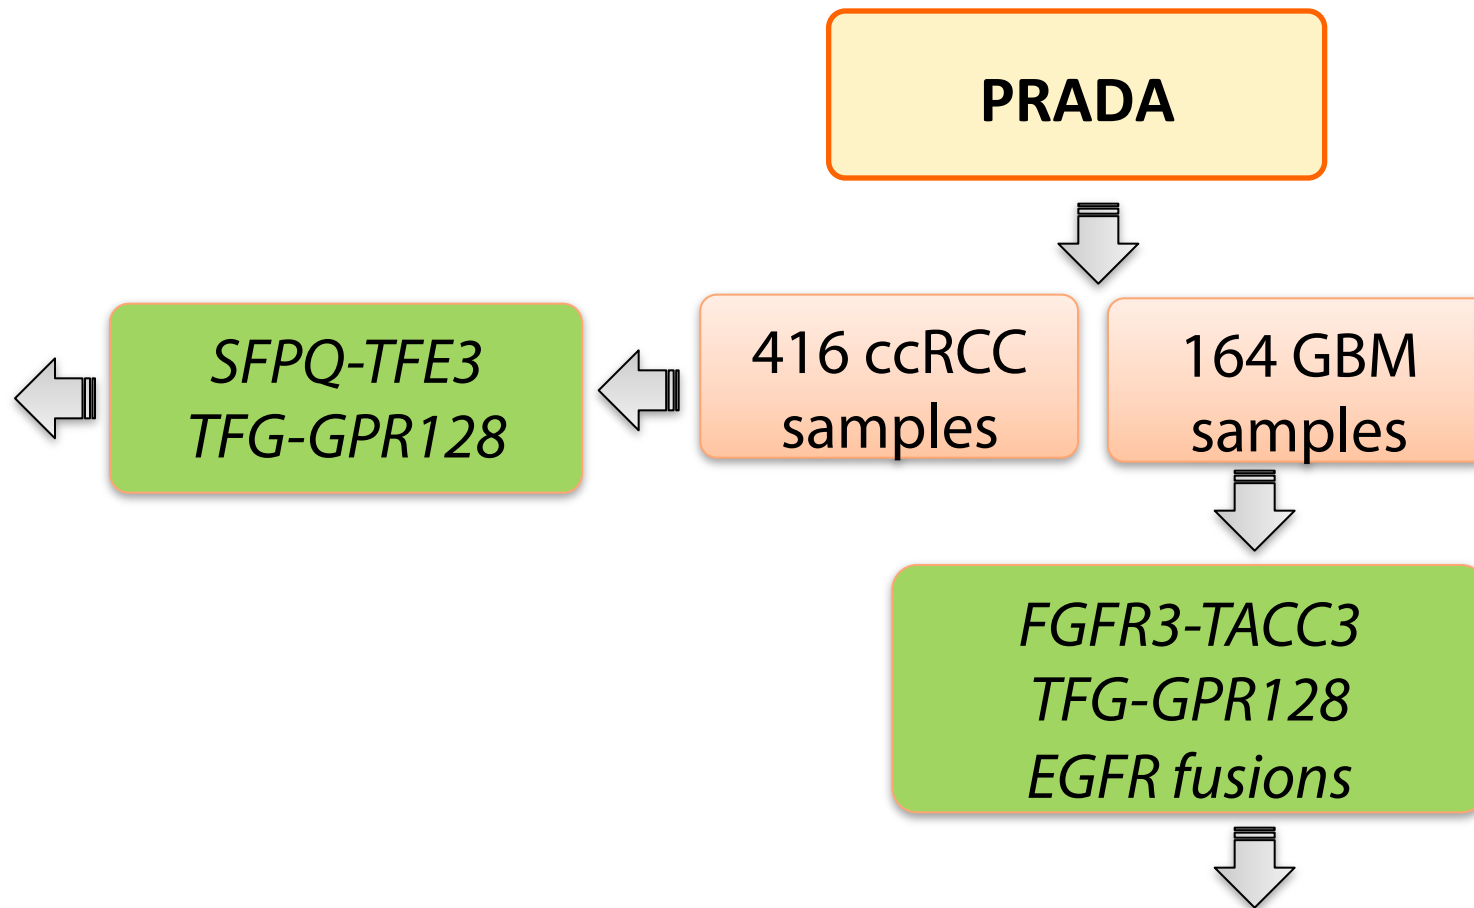 PRADA
SFPQ-TFE3
TFG-GPR128
416 ccRCC
samples
164 GBM
samples
FGFR3-TACC3
TFG-GPR128
EGFR fusions